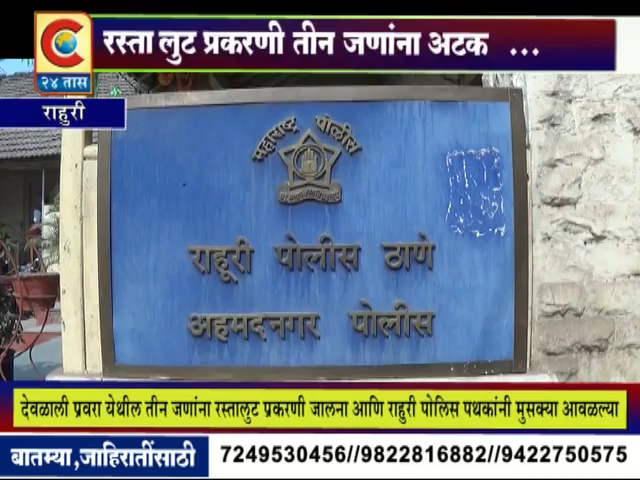 रस्ता लुट प्रकरणी तीन जणांना अटक ...
C
२४ तास
राहुरी
महाराष्ट्र पोलीस
राहूरी पोलीस ठाणे
अहमदनगर पोलीस
देवळाली प्रवरा येथील तीन जणांना रस्तालुट प्रकरणी जालना आणि राहुरी पोलिस पथकांनी मुसक्या आवळल्या
बातम्या,जाहिरातींसाठी 7249530456//9822816882//9422750575